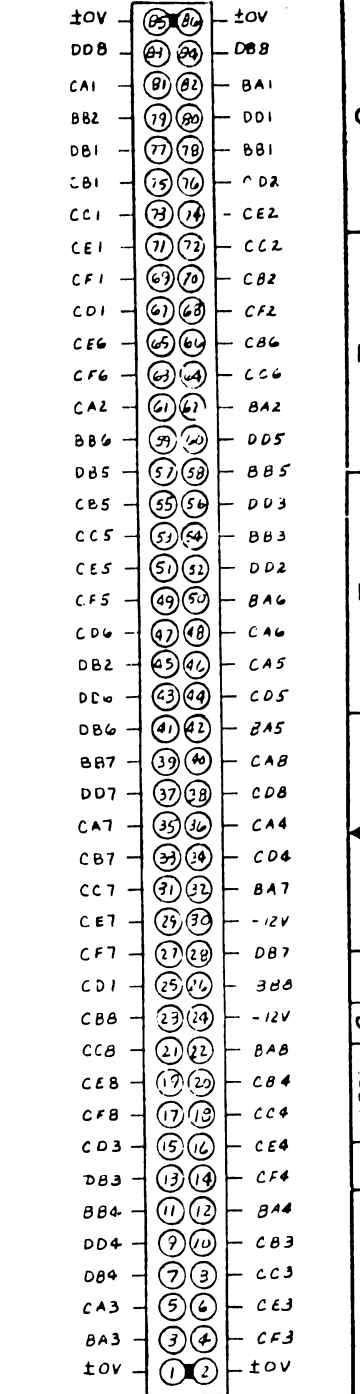 ±0V 85 86 ±0V
DD8 83 84 DB8
CA1 81 82 BA1
BB2 79 80 DD1
DB1 77 78 BB1
CB1 75 76 CD2
CC1 73 74 CE2
CE1 71 72 CC2
CF1 69 70 CB2
CD1 67 68 CF2
CE6 65 66 CB6
CF6 63 64 CC6
CA2 61 62 BA2
BB6 59 60 DD5
DB5 57 58 BB5
CB5 55 56 DD3
CC5 53 54 BB3
CE5 51 52 DD2
CF5 49 50 BA6
CD6 47 48 CA6
DB2 45 46 CA5
DD6 43 44 CD5
DB6 41 42 BA5
BB7 39 40 CA8
DD7 37 38 CD8
CA7 35 36 CA4
CB7 33 34 CD4
CC7 31 32 BA7
CE7 29 30 -12V
CF7 27 28 DB7
CD1 25 26 BB8
CB8 23 24 -12V
CC8 21 22 BA8
CE8 19 20 CB4
CF8 17 18 CC4
CD3 15 16 CE4
DB3 13 14 CF4
BB4 11 12 BA4
DD4 9 10 CB3
DB4 7 8 CC3
CA3 5 6 CE3
BA3 3 4 CF3
±0V 1 2 ±0V